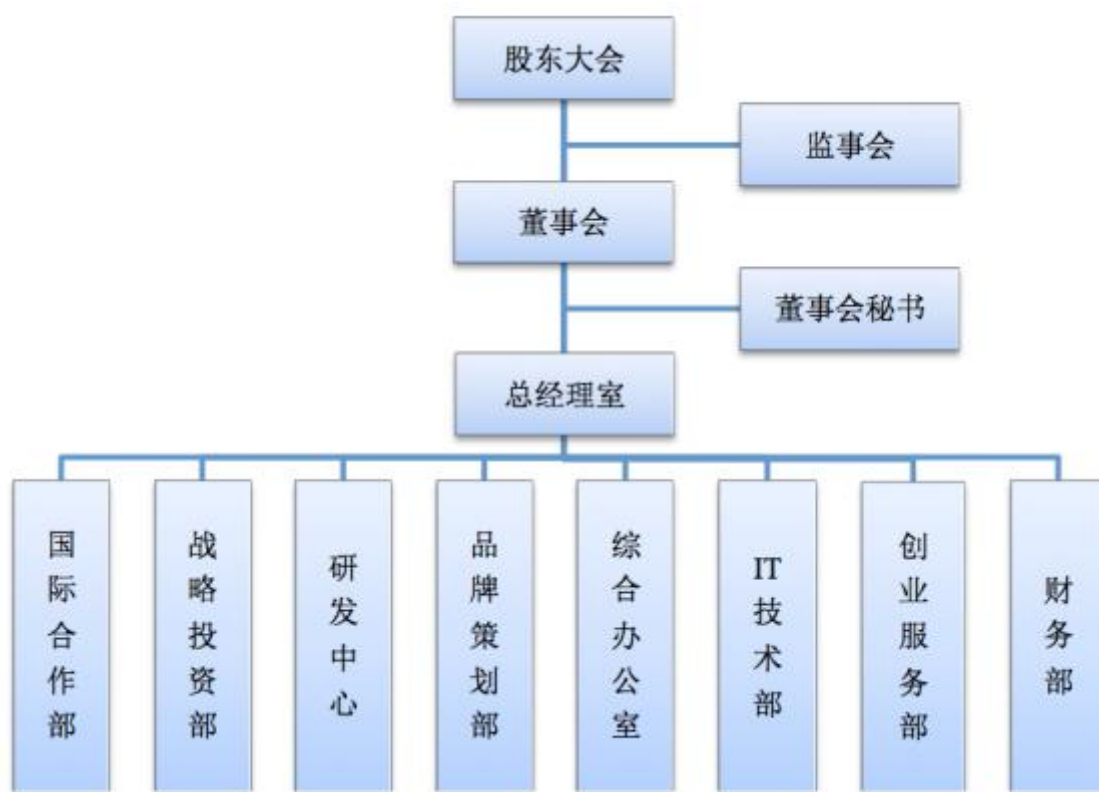 股东大会
监事会
董事会
董事会秘书
总经理室
国际合作部
战略投资部
研发中心
品牌策划部
综合办公室
IT技术部
创业服务部
财务部